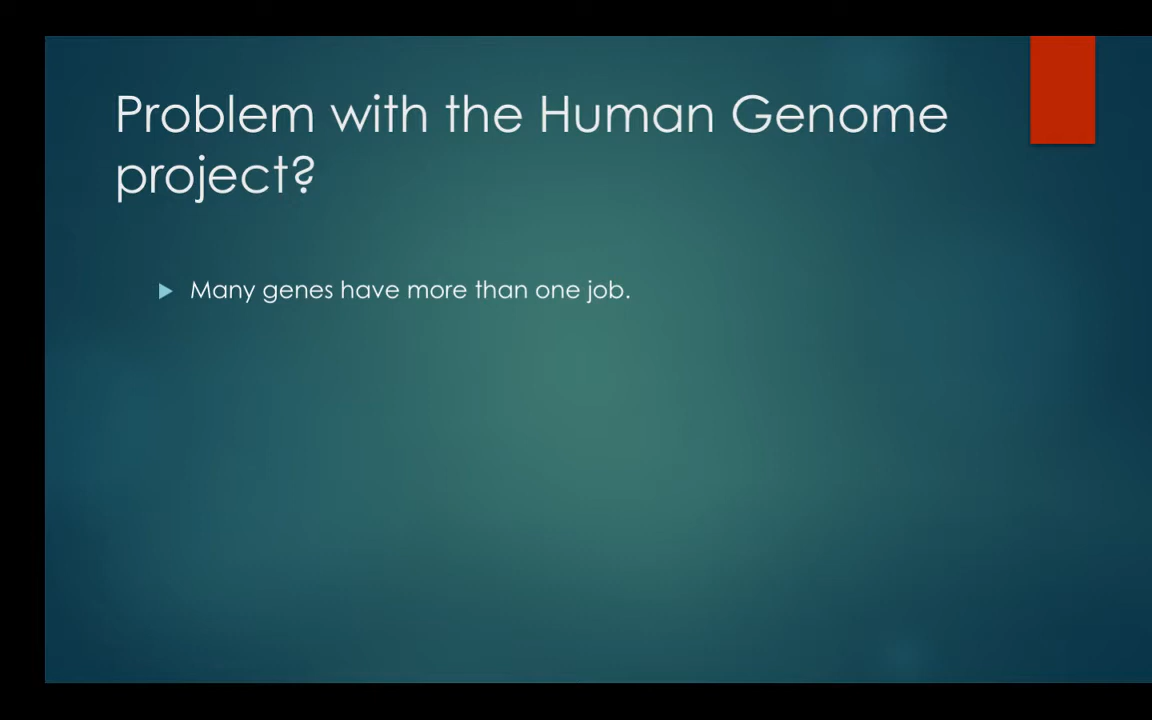 Problem with the Human Genome
project?
Many genes have more than one job.